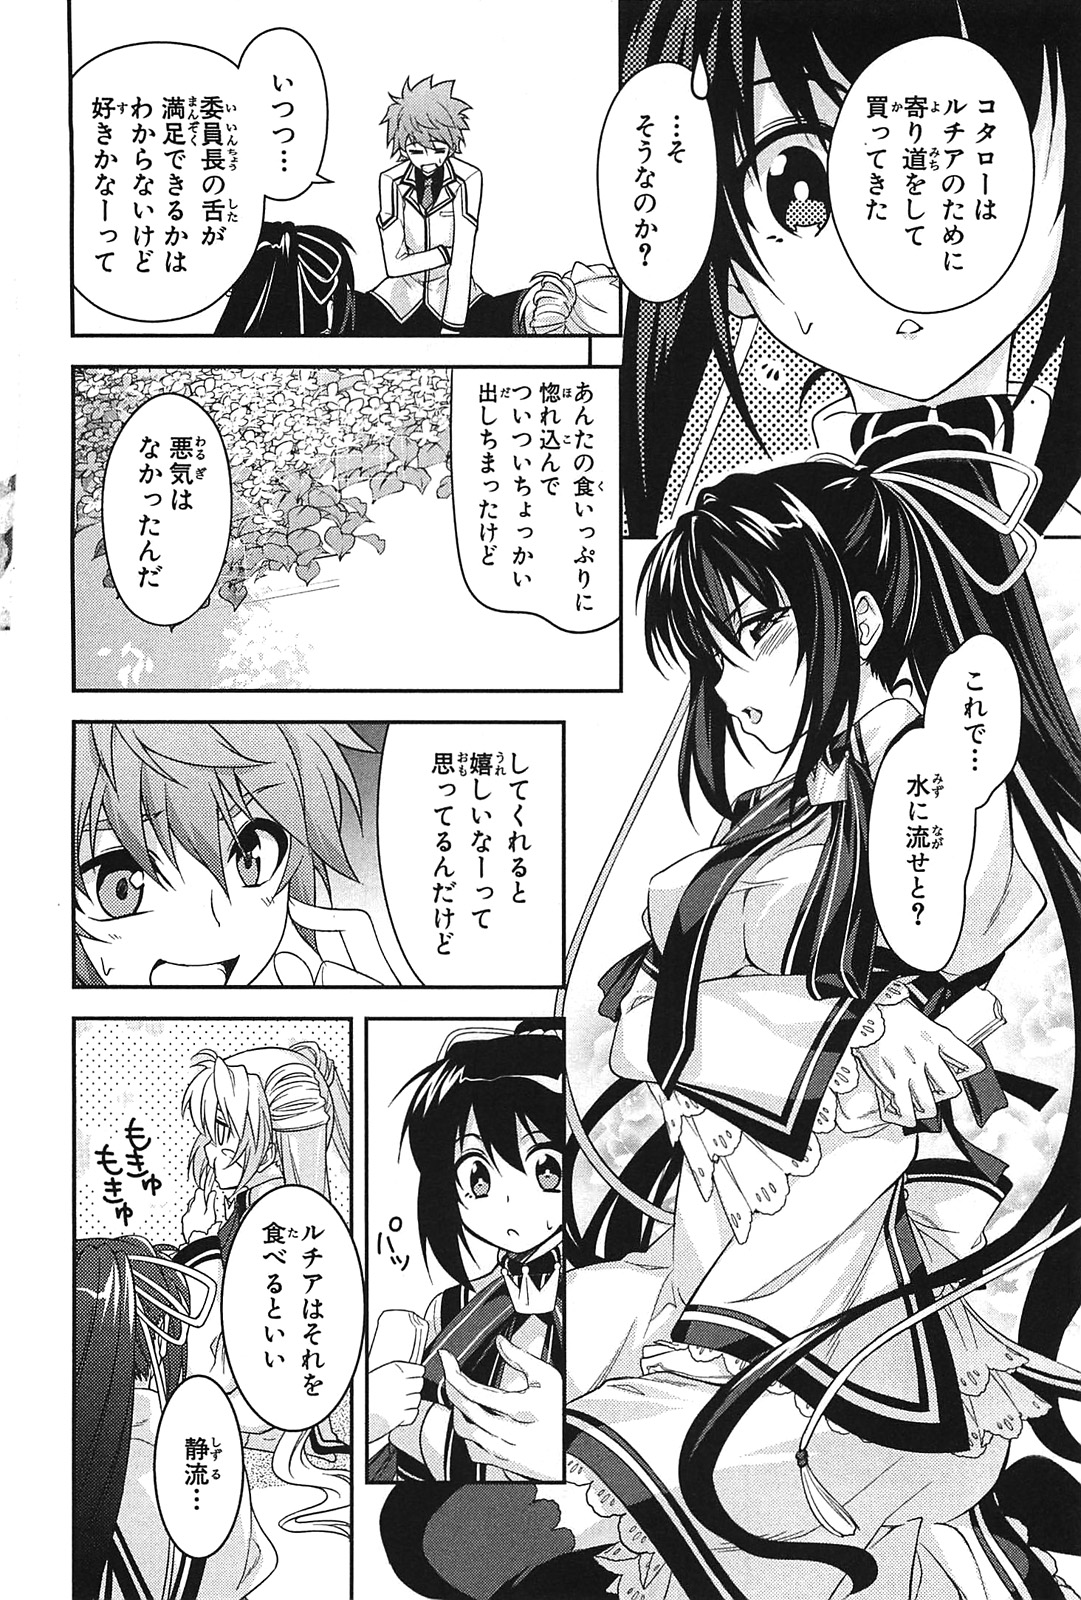 コタローは
ルチアのために
寄り道をして
買ってきた
…そ
そうなのか？
いつつ…
委員長の舌が
満足できるかは
わからないけど
好きかなーって
あんたの食いっぷりに
惚れ込んで
ついついちょっかい
出しちまったけど
悪気は
なかったんだ
これで…
水に流せと？
してくれると
嬉しいなーって
思ってるんだけど
パッ
もきゅ
もきゅ
ルチアはそれを
食べるといい
静流…